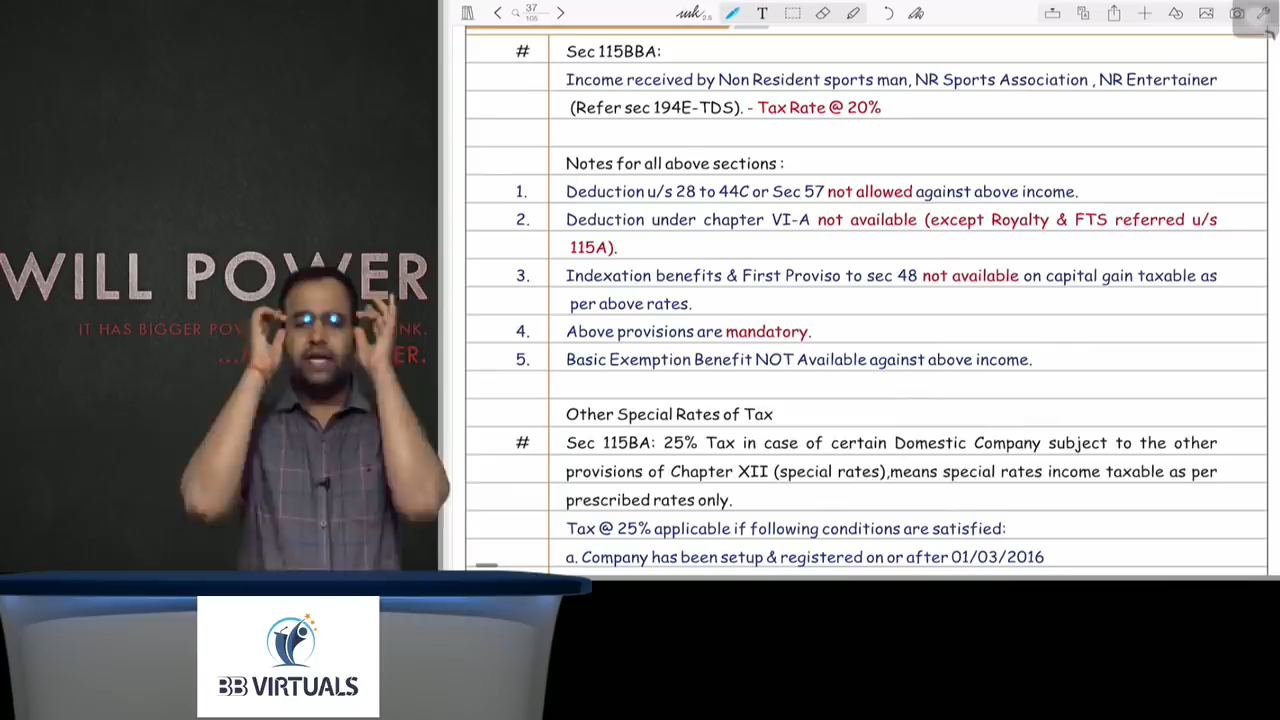 37
105
2.5
T
# Sec 115BBA:
Income received by Non Resident sports man, NR Sports Association , NR Entertainer
(Refer sec 194E-TDS). - Tax Rate @ 20%
Notes for all above sections :
1. Deduction u/s 28 to 44C or Sec 57 not allowed against above income.
2. Deduction under chapter VI-A not available (except Royalty & FTS referred u/s
115A).
3. Indexation benefits & First Proviso to sec 48 not available on capital gain taxable as
per above rates.
4. Above provisions are mandatory.
5. Basic Exemption Benefit NOT Available against above income.
Other Special Rates of Tax
# Sec 115BA: 25% Tax in case of certain Domestic Company subject to the other
provisions of Chapter XII (special rates),means special rates income taxable as per
prescribed rates only.
Tax @ 25% applicable if following conditions are satisfied:
a. Company has been setup & registered on or after 01/03/2016
WILL POWER
IT HAS BIGGER
BB VIRTUALS